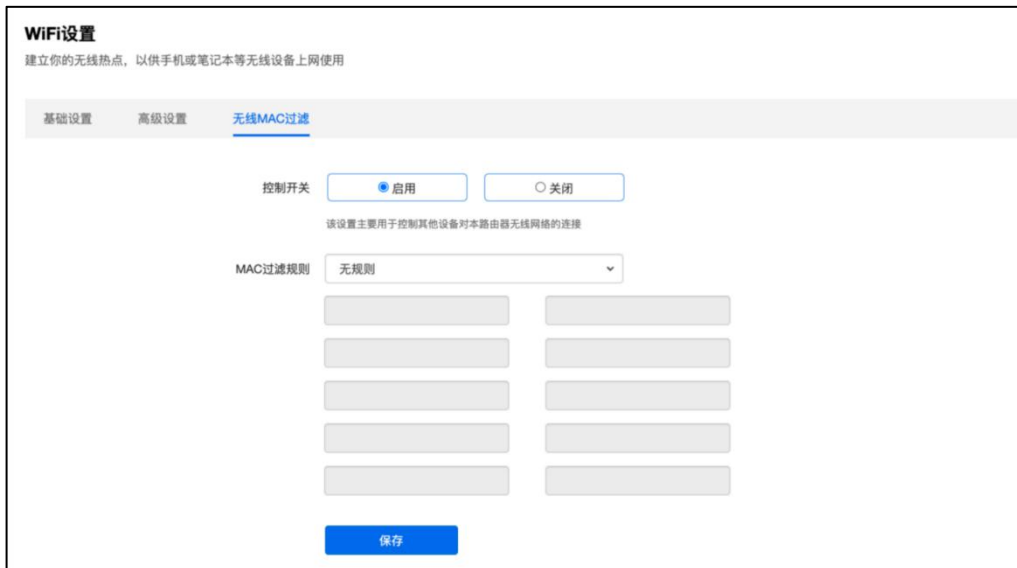 WiFi设置
建立你的无线热点，以供手机或笔记本等无线设备上网使用
基础设置 高级设置 无线MAC过滤
控制开关 启用 关闭
该设置主要用于控制其他设备对本路由器无线网络的连接
MAC过滤规则 无规则
保存